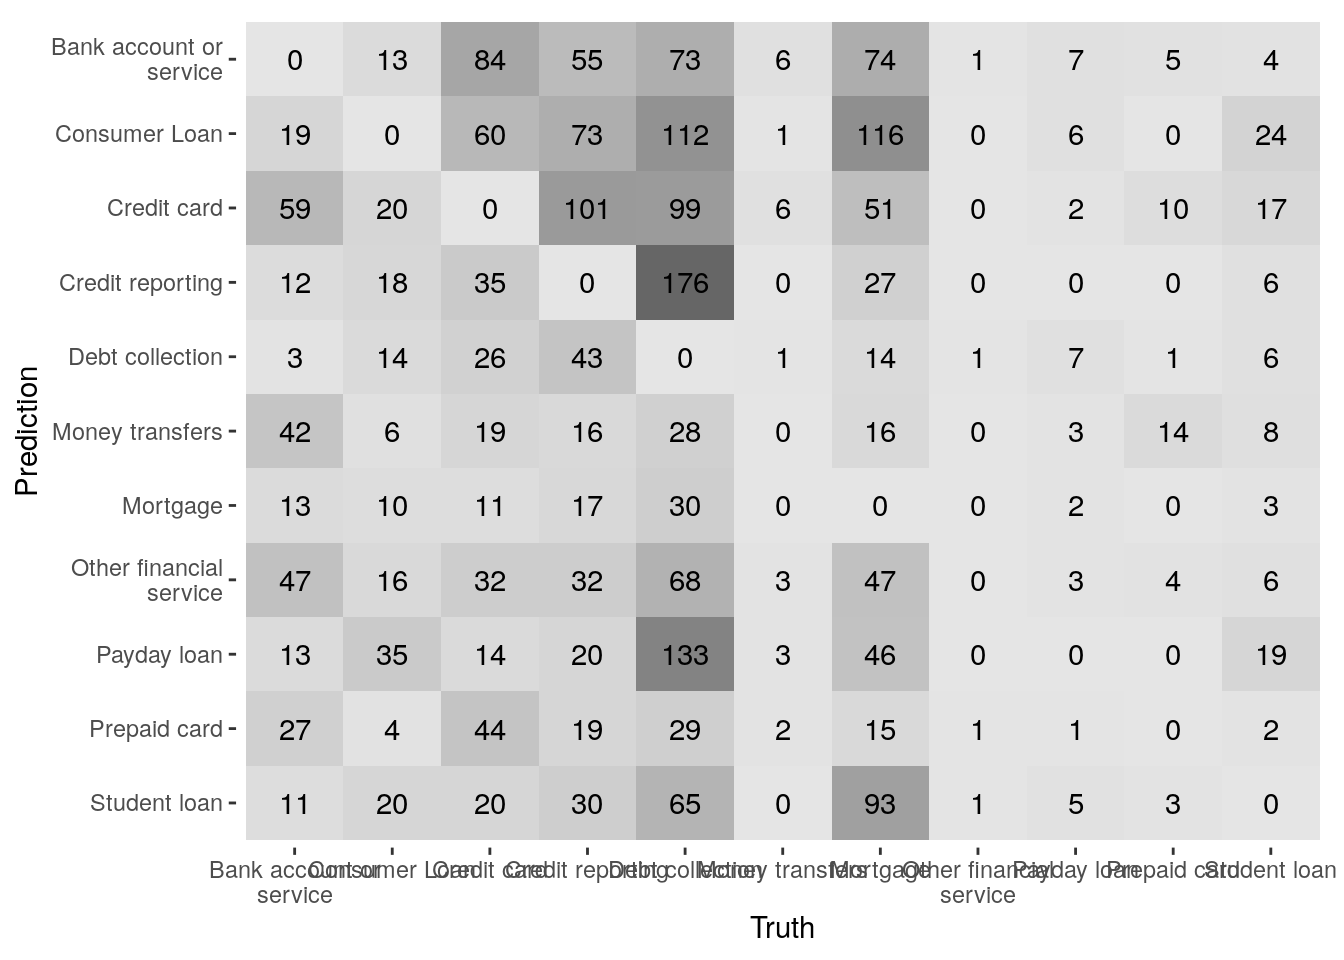 Bank account or
service
0 13 84 55 73 6 74 1 7 5 4
Consumer Loan
19 0 60 73 112 1 116 0 6 0 24
Credit card
59 20 0 101 99 6 51 0 2 10 17
Credit reporting
12 18 35 0 176 0 27 0 0 0 6
Debt collection
3 14 26 43 0 1 14 1 7 1 6
Money transfers
42 6 19 16 28 0 16 0 3 14 8
Mortgage
13 10 11 17 30 0 0 0 2 0 3
Other financial
service
47 16 32 32 68 3 47 0 3 4 6
Payday loan
13 35 14 20 133 3 46 0 0 0 19
Prepaid card
27 4 44 19 29 2 15 1 1 0 2
Student loan
11 20 20 30 65 0 93 1 5 3 0
Prediction
Bank account or
service
Consumer Loan
Credit card
Credit reporting
Debt collection
Money transfers
Mortgage
Other financial
service
Payday loan
Prepaid card
Student loan
Truth